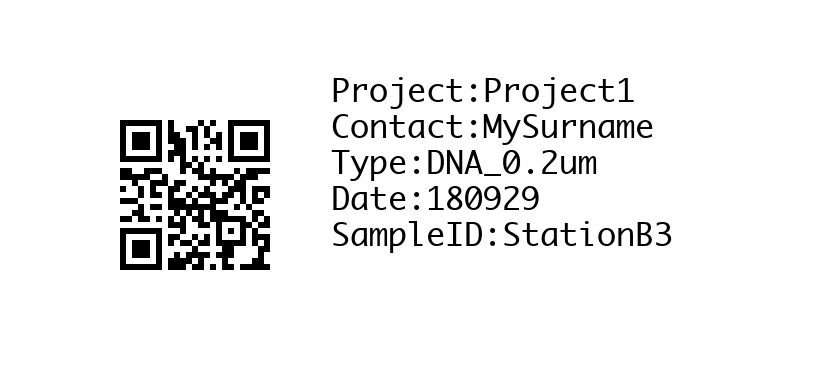 Project:Project1
Contact:MySurname
Type:DNA_0.2um
Date:180929
SampleID:StationB3